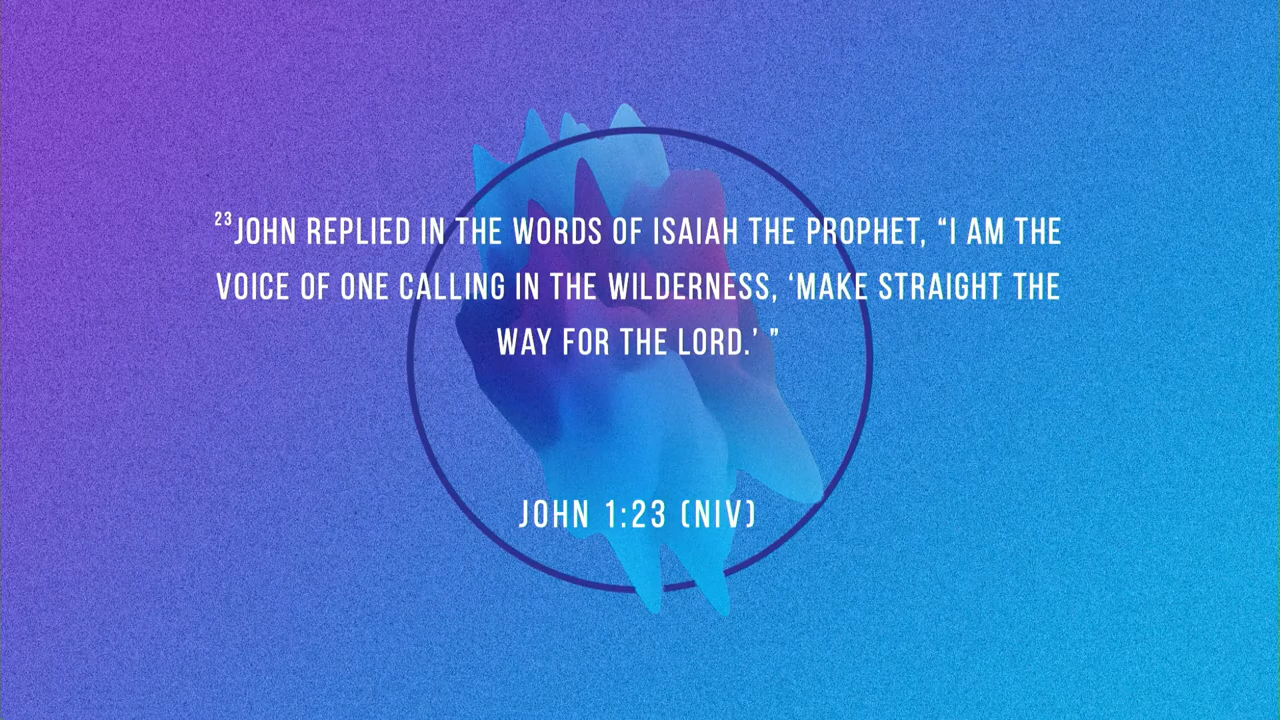 ²³JOHN REPLIED IN THE WORDS OF ISAIAH THE PROPHET, “I AM THE
VOICE OF ONE CALLING IN THE WILDERNESS, ‘MAKE STRAIGHT THE
WAY FOR THE LORD.’ ”
JOHN 1:23 (NIV)